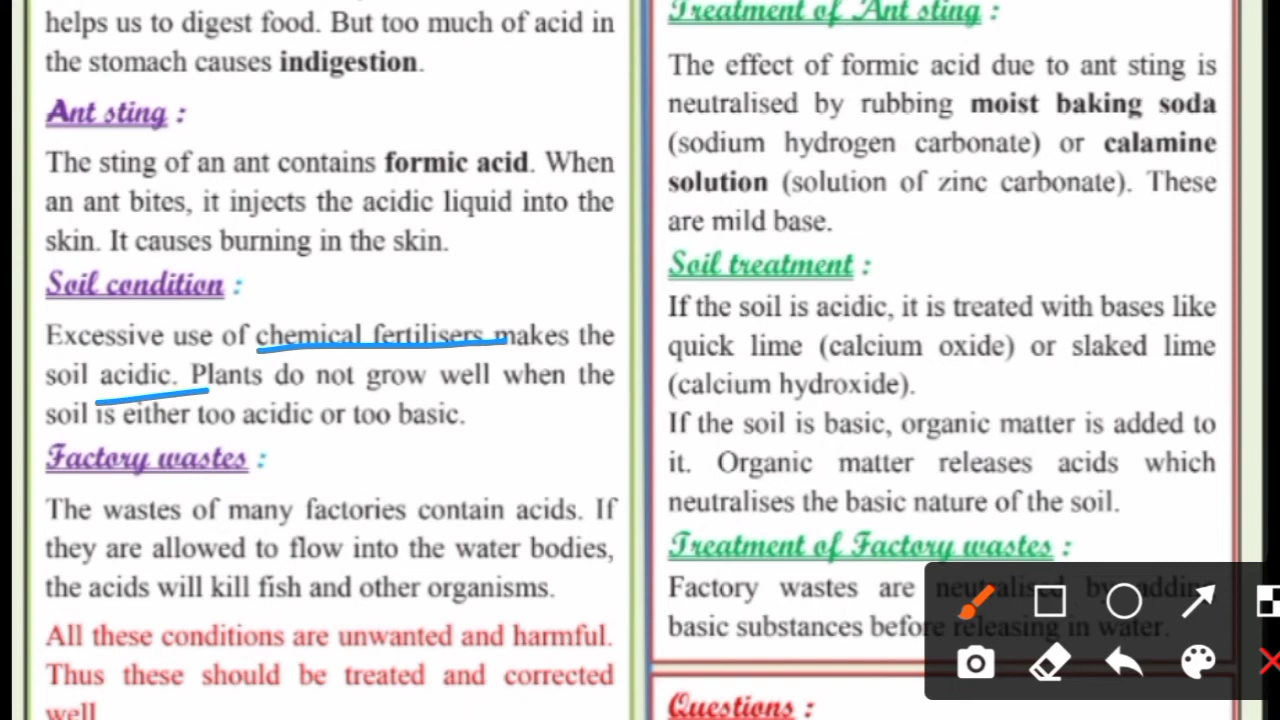 helps us to digest food. But too much of acid in
the stomach causes indigestion.
Ant sting :
The sting of an ant contains formic acid. When
an ant bites, it injects the acidic liquid into the
skin. It causes burning in the skin.
Soil condition :
Excessive use of chemical fertilisers makes the
soil acidic. Plants do not grow well when the
soil is either too acidic or too basic.
Factory wastes :
The wastes of many factories contain acids. If
they are allowed to flow into the water bodies,
the acids will kill fish and other organisms.
All these conditions are unwanted and harmful.
Thus these should be treated and corrected
well
Treatment of Ant sting :
The effect of formic acid due to ant sting is
neutralised by rubbing moist baking soda
(sodium hydrogen carbonate) or calamine
solution (solution of zinc carbonate). These
are mild base.
Soil treatment :
If the soil is acidic, it is treated with bases like
quick lime (calcium oxide) or slaked lime
(calcium hydroxide).
If the soil is basic, organic matter is added to
it. Organic matter releases acids which
neutralises the basic nature of the soil.
Treatment of Factory wastes :
Factory wastes are neutralised by adding
basic substances before releasing in water.
Questions :